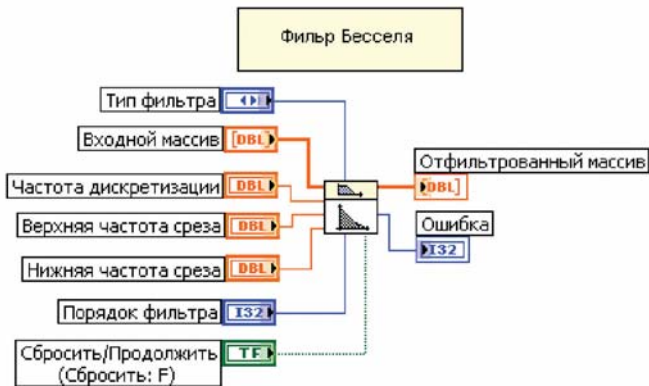 Фильр Бесселя
Тип фильтра
Входной массив
[DBL]
Частота дискретизации
DBL
Верхняя частота среза
DBL
Нижняя частота среза
DBL
Порядок фильтра
I32
Сбросить/Продолжить
(Сбросить: F)
TF
Отфильтрованный массив
[DBL]
Ошибка
I32